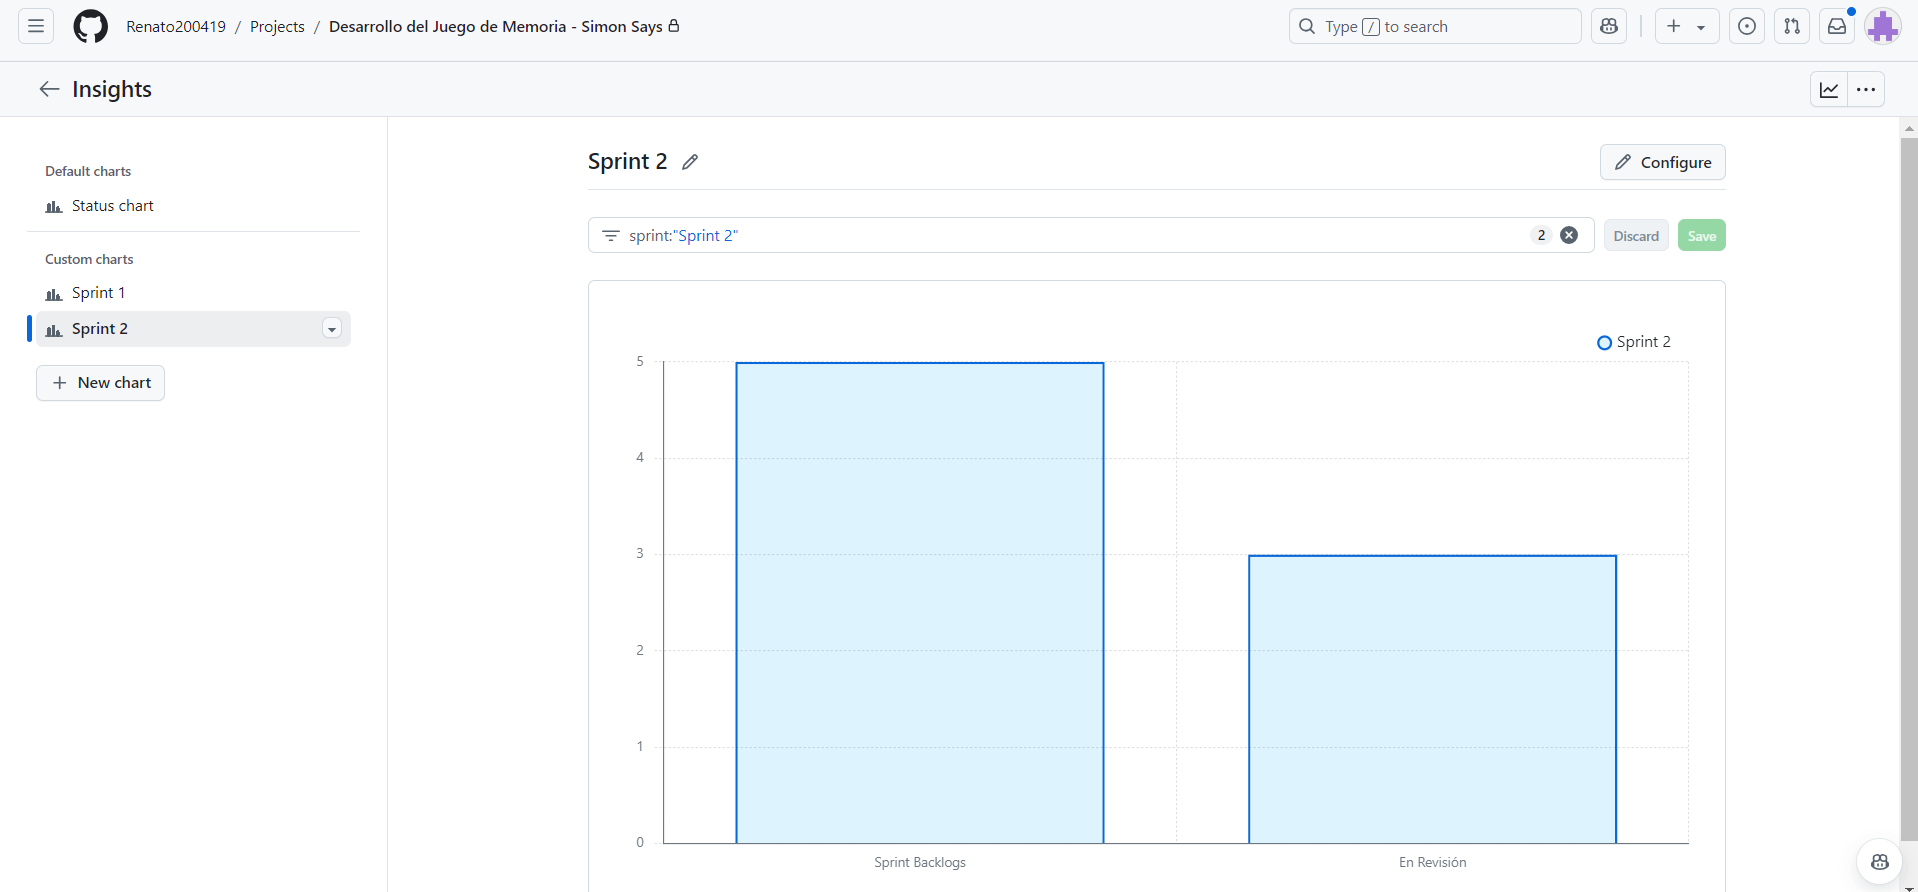 Renato200419 / Projects / Desarrollo del Juego de Memoria - Simon Says
Type / to search
Insights
Default charts
Status chart
Custom charts
Sprint 1
Sprint 2
New chart
Sprint 2
Configure
sprint:"Sprint 2"
2
Discard
Save
Sprint 2
5
4
3
2
1
0
Sprint Backlogs
En Revisión